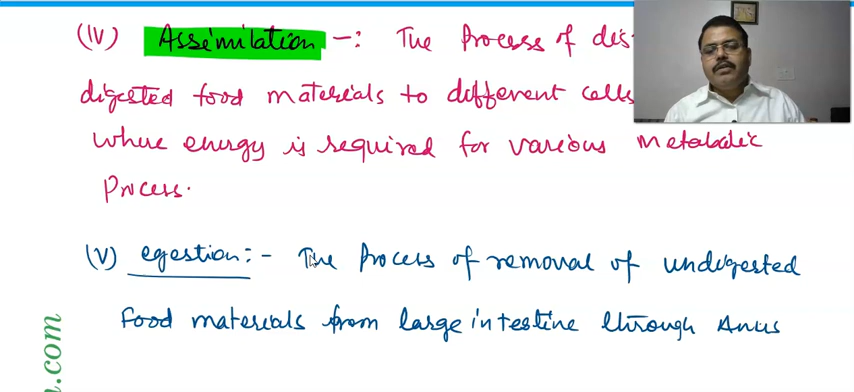 (IV) Assimilation -: The Process of
digested food materials to different cells
where energy is required for various metabolic
Process.
(V) egestion:- The Process of removal of undigested
food materials from large intestine through Anus
.com